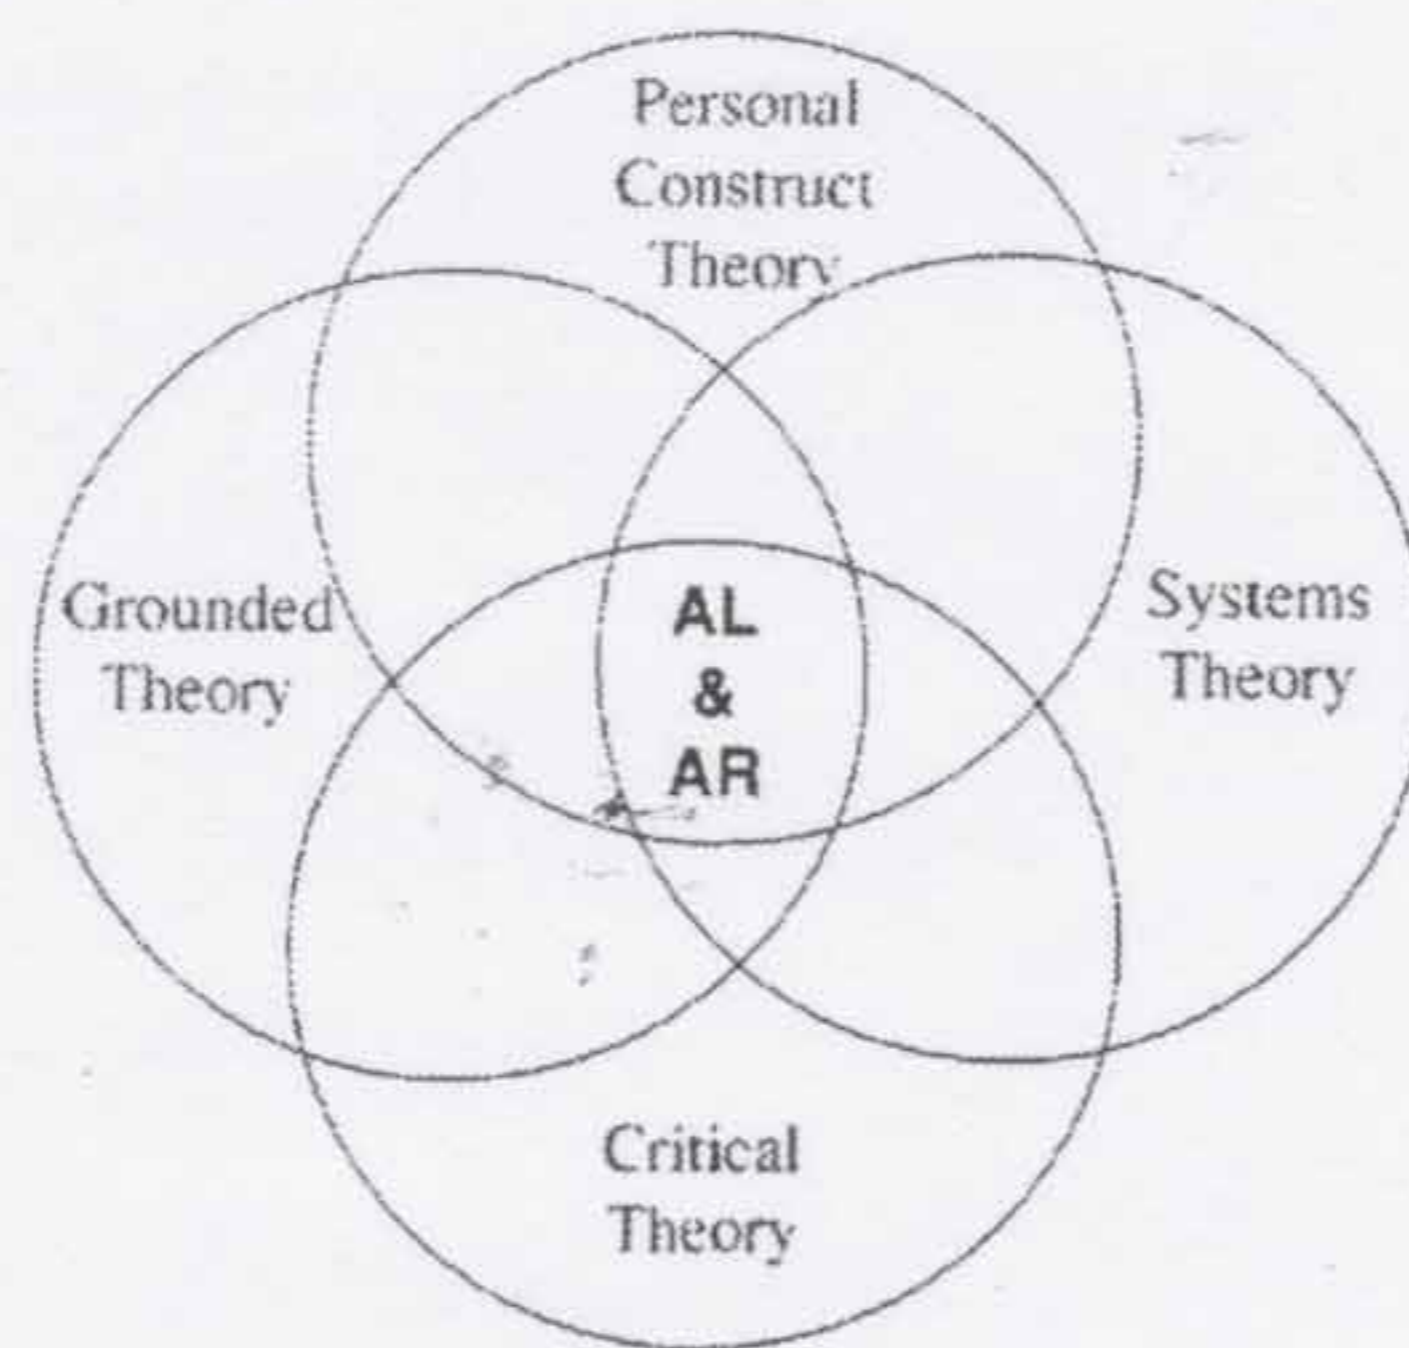 Personal
Construct
Theory
Grounded
Theory
AL
&
AR
Systems
Theory
Critical
Theory